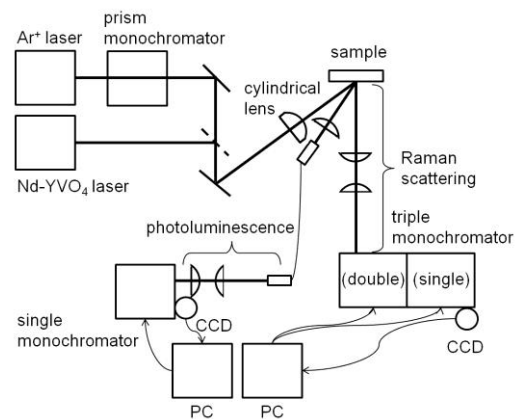 Ar⁺ laser
prism
monochromator
sample
cylindrical
lens
Raman
scattering
Nd-YVO₄ laser
photoluminescence
triple
monochromator
(double)
(single)
single
monochromator
CCD
CCD
PC
PC